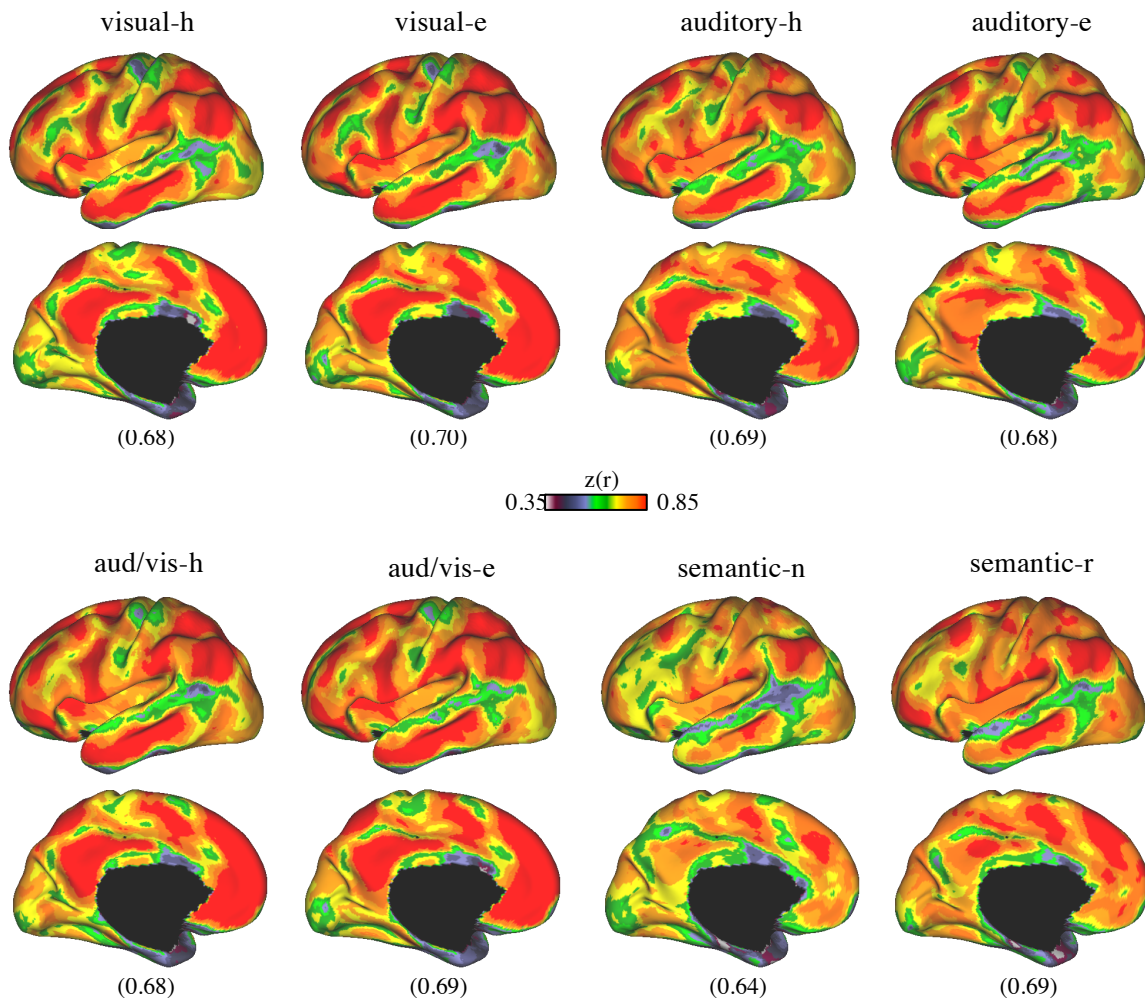 visual-h visual-e auditory-h auditory-e
(0.68) (0.70) (0.69) (0.68)
z(r)
0.35 0.85
aud/vis-h aud/vis-e semantic-n semantic-r
(0.68) (0.69) (0.64) (0.69)